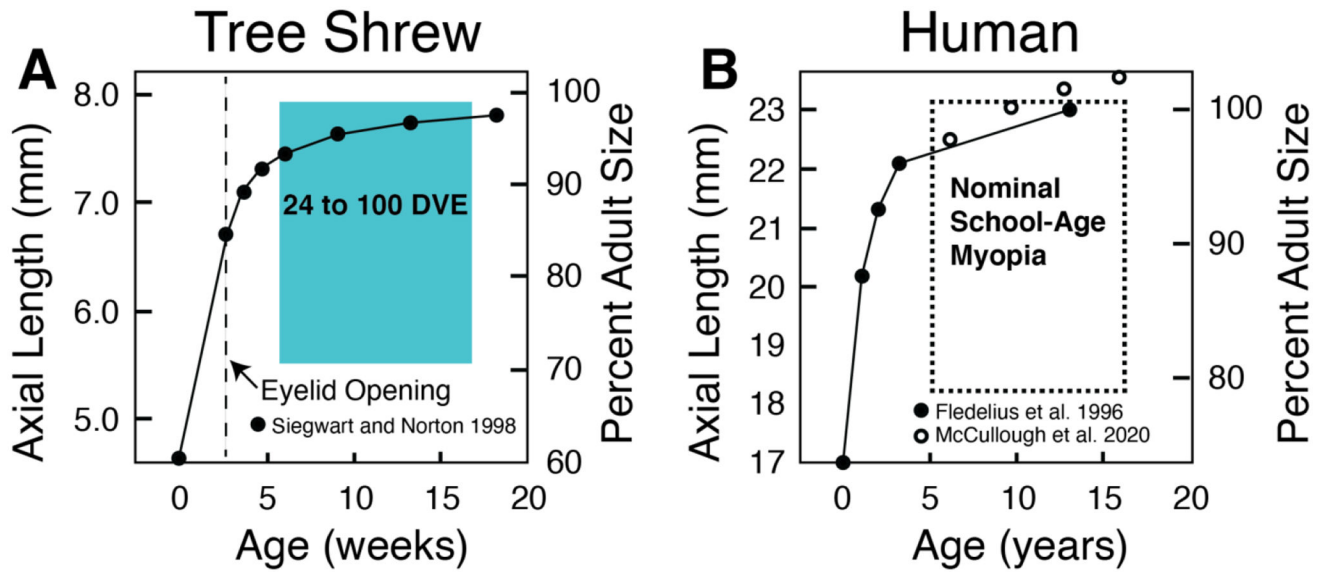 Tree Shrew
A
8.0
7.0
6.0
5.0
Axial Length (mm)
100
90
80
70
60
Percent Adult Size
24 to 100 DVE
Eyelid Opening
Siegwart and Norton 1998
0 5 10 15 20
Age (weeks)
Human
B
23
22
21
20
19
18
17
Axial Length (mm)
100
90
80
Percent Adult Size
Nominal
School-Age
Myopia
Fledelius et al. 1996
McCullough et al. 2020
0 5 10 15 20
Age (years)